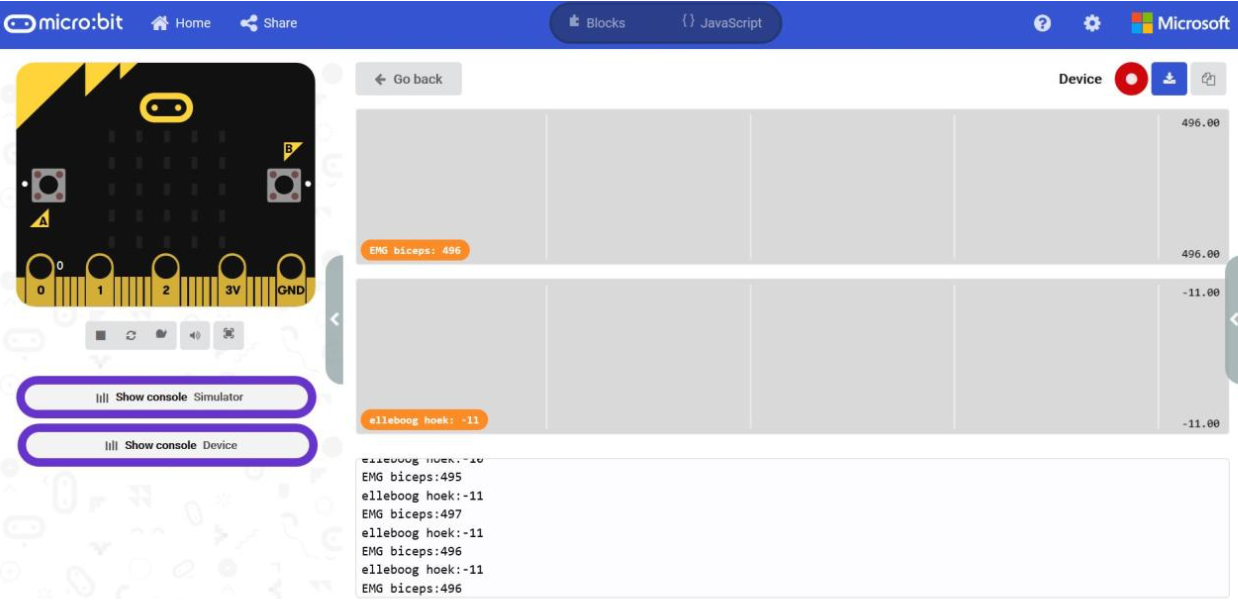 micro:bit Home Share Blocks {} JavaScript ? Microsoft
Go back Device
496.00
B
A
EMG biceps: 496
496.00
0
0 1 2 3V GND
-11.00
Show console Simulator
elleboog hoek: -11
-11.00
Show console Device
elleboog hoek:-10
EMG biceps:495
elleboog hoek:-11
EMG biceps:497
elleboog hoek:-11
EMG biceps:496
elleboog hoek:-11
EMG biceps:496